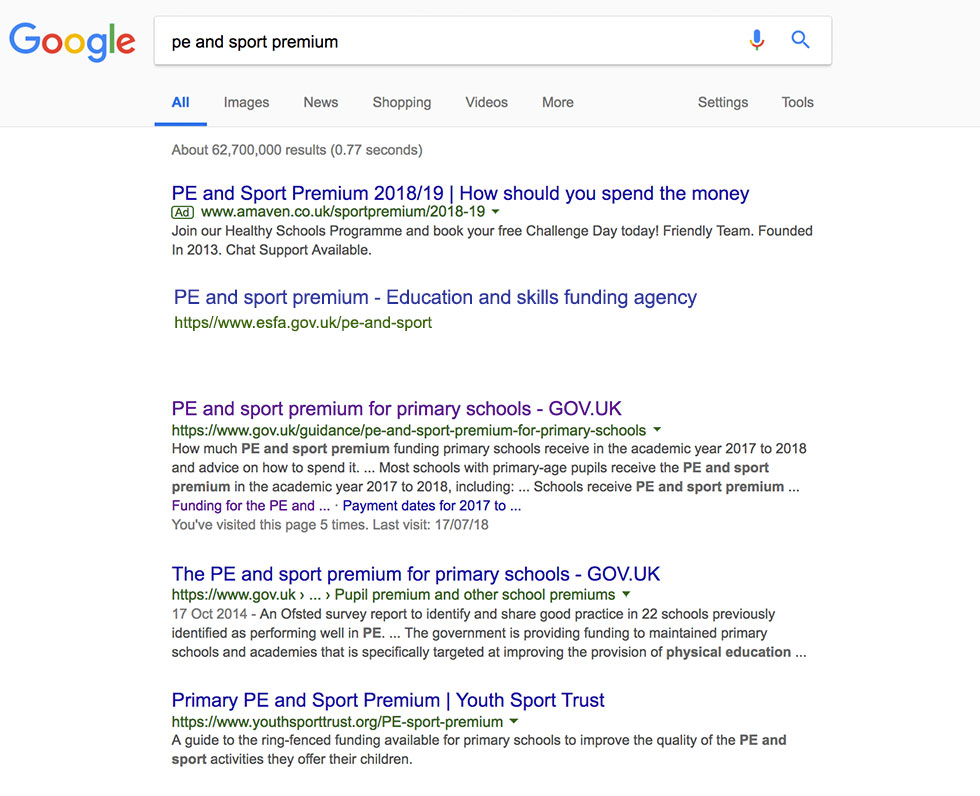 Google
pe and sport premium
All Images News Shopping Videos More Settings Tools
About 62,700,000 results (0.77 seconds)
PE and Sport Premium 2018/19 | How should you spend the money
Ad www.amaven.co.uk/sportpremium/2018-19
Join our Healthy Schools Programme and book your free Challenge Day today! Friendly Team. Founded
In 2013. Chat Support Available.
PE and sport premium - Education and skills funding agency
https//www.esfa.gov.uk/pe-and-sport
PE and sport premium for primary schools - GOV.UK
https://www.gov.uk/guidance/pe-and-sport-premium-for-primary-schools
How much PE and sport premium funding primary schools receive in the academic year 2017 to 2018
and advice on how to spend it. ... Most schools with primary-age pupils receive the PE and sport
premium in the academic year 2017 to 2018, including: ... Schools receive PE and sport premium ...
Funding for the PE and ... · Payment dates for 2017 to ...
You've visited this page 5 times. Last visit: 17/07/18
The PE and sport premium for primary schools - GOV.UK
https://www.gov.uk › ... › Pupil premium and other school premiums
17 Oct 2014 - An Ofsted survey report to identify and share good practice in 22 schools previously
identified as performing well in PE. ... The government is providing funding to maintained primary
schools and academies that is specifically targeted at improving the provision of physical education ...
Primary PE and Sport Premium | Youth Sport Trust
https://www.youthsporttrust.org/PE-sport-premium
A guide to the ring-fenced funding available for primary schools to improve the quality of the PE and
sport activities they offer their children.